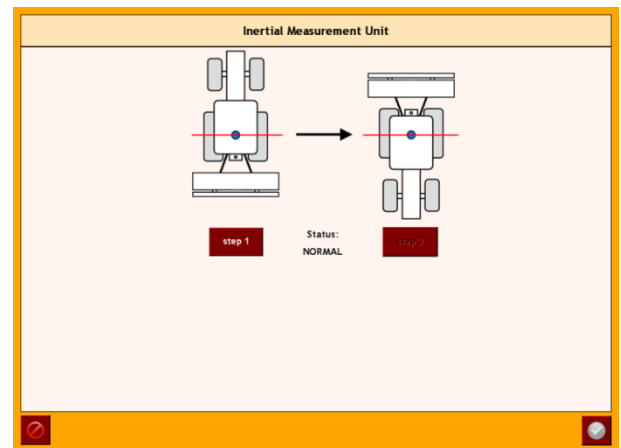 Inertial Measurement Unit
step 1
Status:
NORMAL
step 2